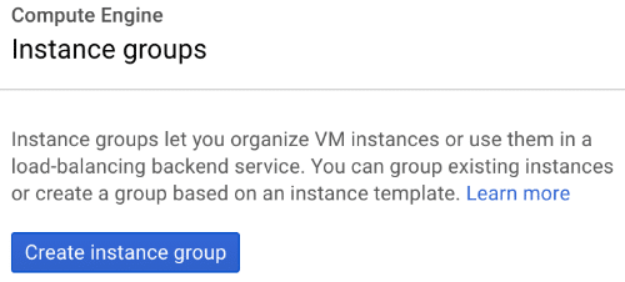 Compute Engine
Instance groups
Instance groups let you organize VM instances or use them in a
load-balancing backend service. You can group existing instances
or create a group based on an instance template. Learn more
Create instance group